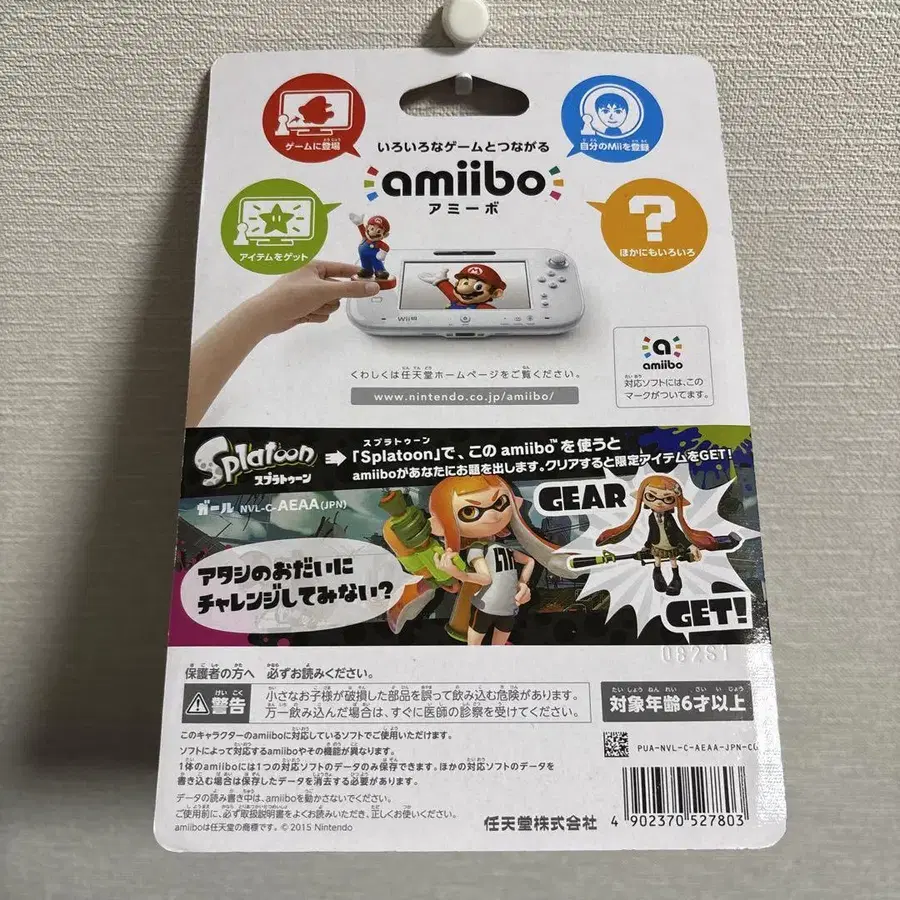 ゲームに登場
自分のMiiを登録
いろいろなゲームとつながる
amiibo
アミーボ
アイテムをゲット
?
ほかにもいろいろ
Wii U
くわしくは任天堂ホームページをご覧ください。
www.nintendo.co.jp/amiibo/
a
amiibo
対応ソフトには、この
マークがついてます。
Splatoon
スプラトゥーン
スプラトゥーン
「Splatoon」で、この amiibo™ を使うと
amiiboがあなたにお題を出します。クリアすると限定アイテムをGET!
ガール NVL-C-AEAA(JPN)
GEAR
GET!
アタシのおだいに
チャレンジしてみない?
082S1
保護者の方へ 必ずお読みください。
警告
小さなお子様が破損した部品を誤って飲み込む危険があります。
万一飲み込んだ場合は、すぐに医師の診察を受けてください。
対象年齢6才以上
このキャラクターのamiiboに対応しているソフトでご使用いただけます。
ソフトによって対応するamiiboやその機能が異なります。
1体のamiiboには1つの対応ソフトのデータのみ保存できます。ほかの対応ソフトのデータを
書き込む場合は保存したデータを消去する必要があります。
データの読み書き中は、amiiboを動かさないでください。
ご使用前に、必ず取扱説明書をよくお読みいただき、正しくお使いください。
amiiboは任天堂の商標です。 © 2015 Nintendo
任天堂株式会社
PUA-NVL-C-AEAA-JPN-C0
4 902370 527803